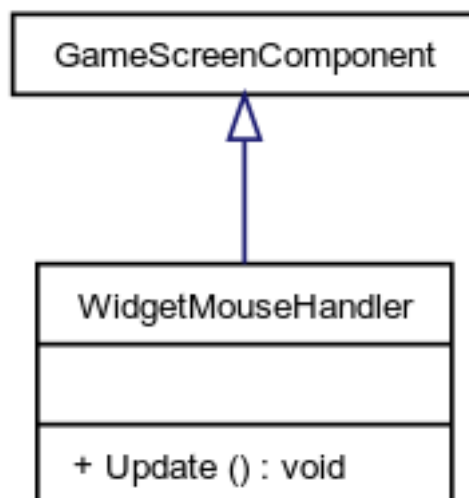 GameScreenComponent
WidgetMouseHandler
+ Update () : void